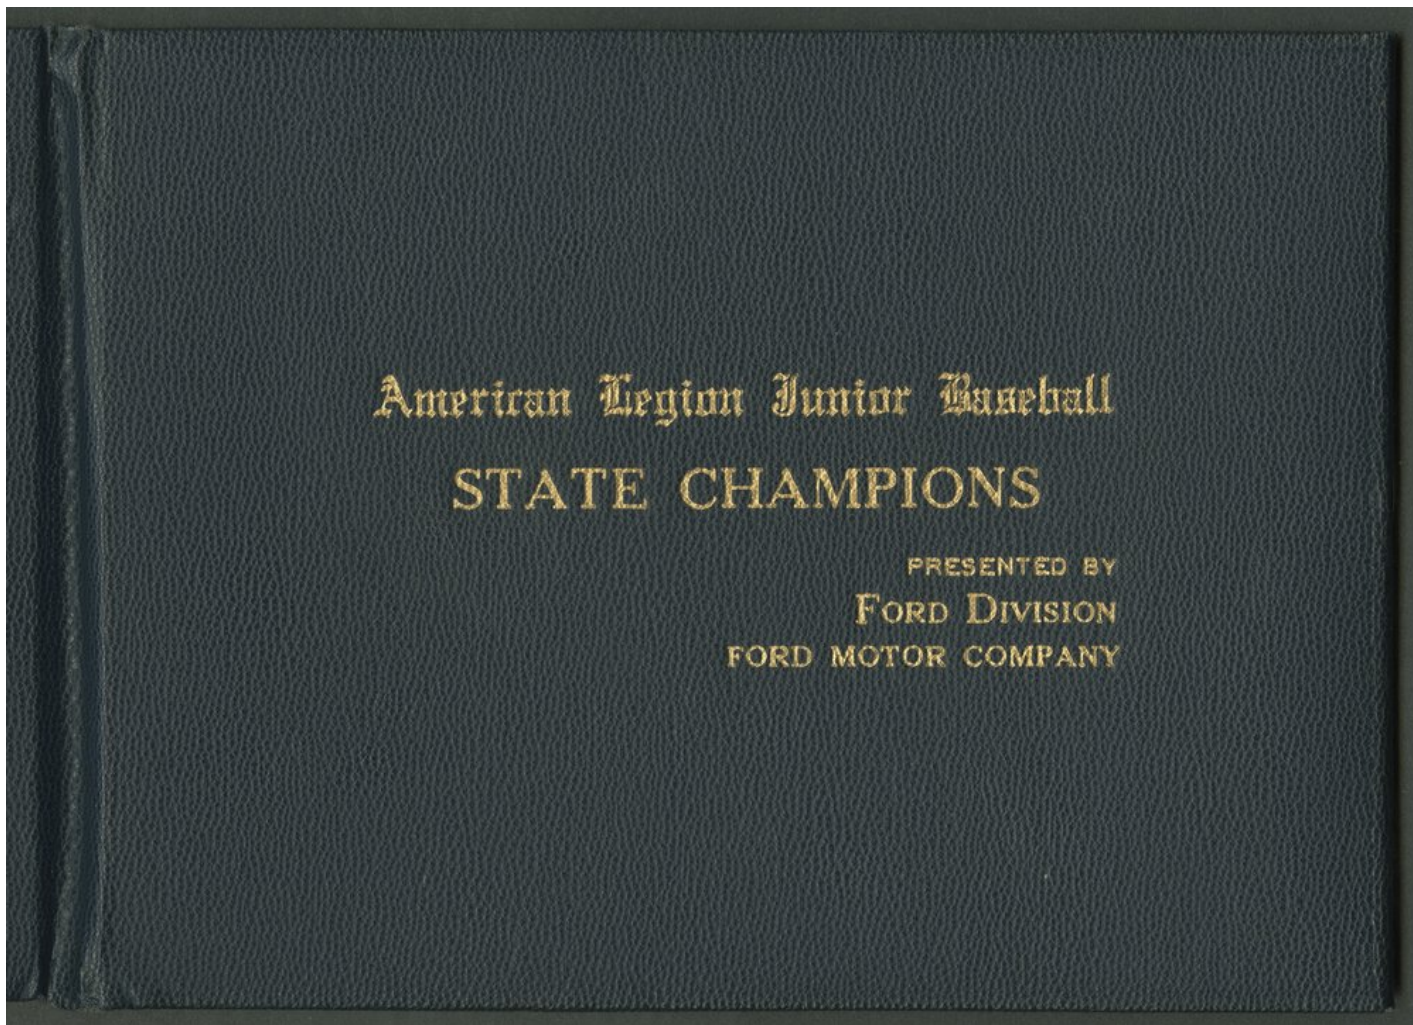 American Legion Junior Baseball
STATE CHAMPIONS
PRESENTED BY
FORD DIVISION
FORD MOTOR COMPANY